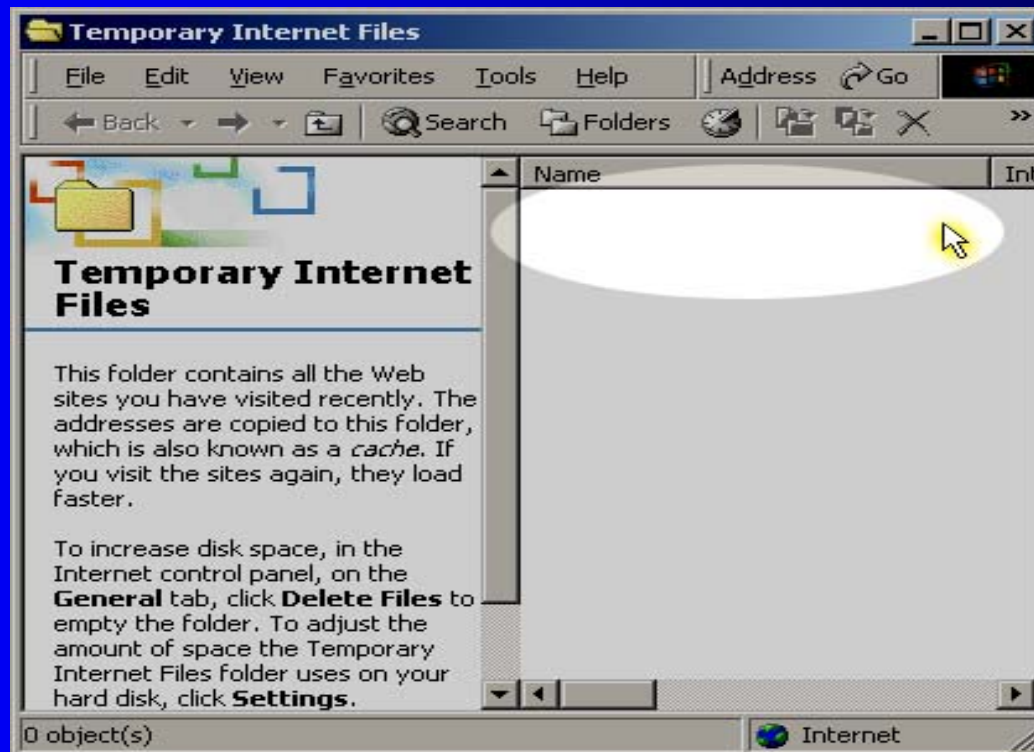 Temporary Internet Files
File Edit View Favorites Tools Help Address Go
Back Search Folders »
Name Int
Temporary Internet
Files
This folder contains all the Web
sites you have visited recently. The
addresses are copied to this folder,
which is also known as a cache. If
you visit the sites again, they load
faster.
To increase disk space, in the
Internet control panel, on the
General tab, click Delete Files to
empty the folder. To adjust the
amount of space the Temporary
Internet Files folder uses on your
hard disk, click Settings.
0 object(s) Internet